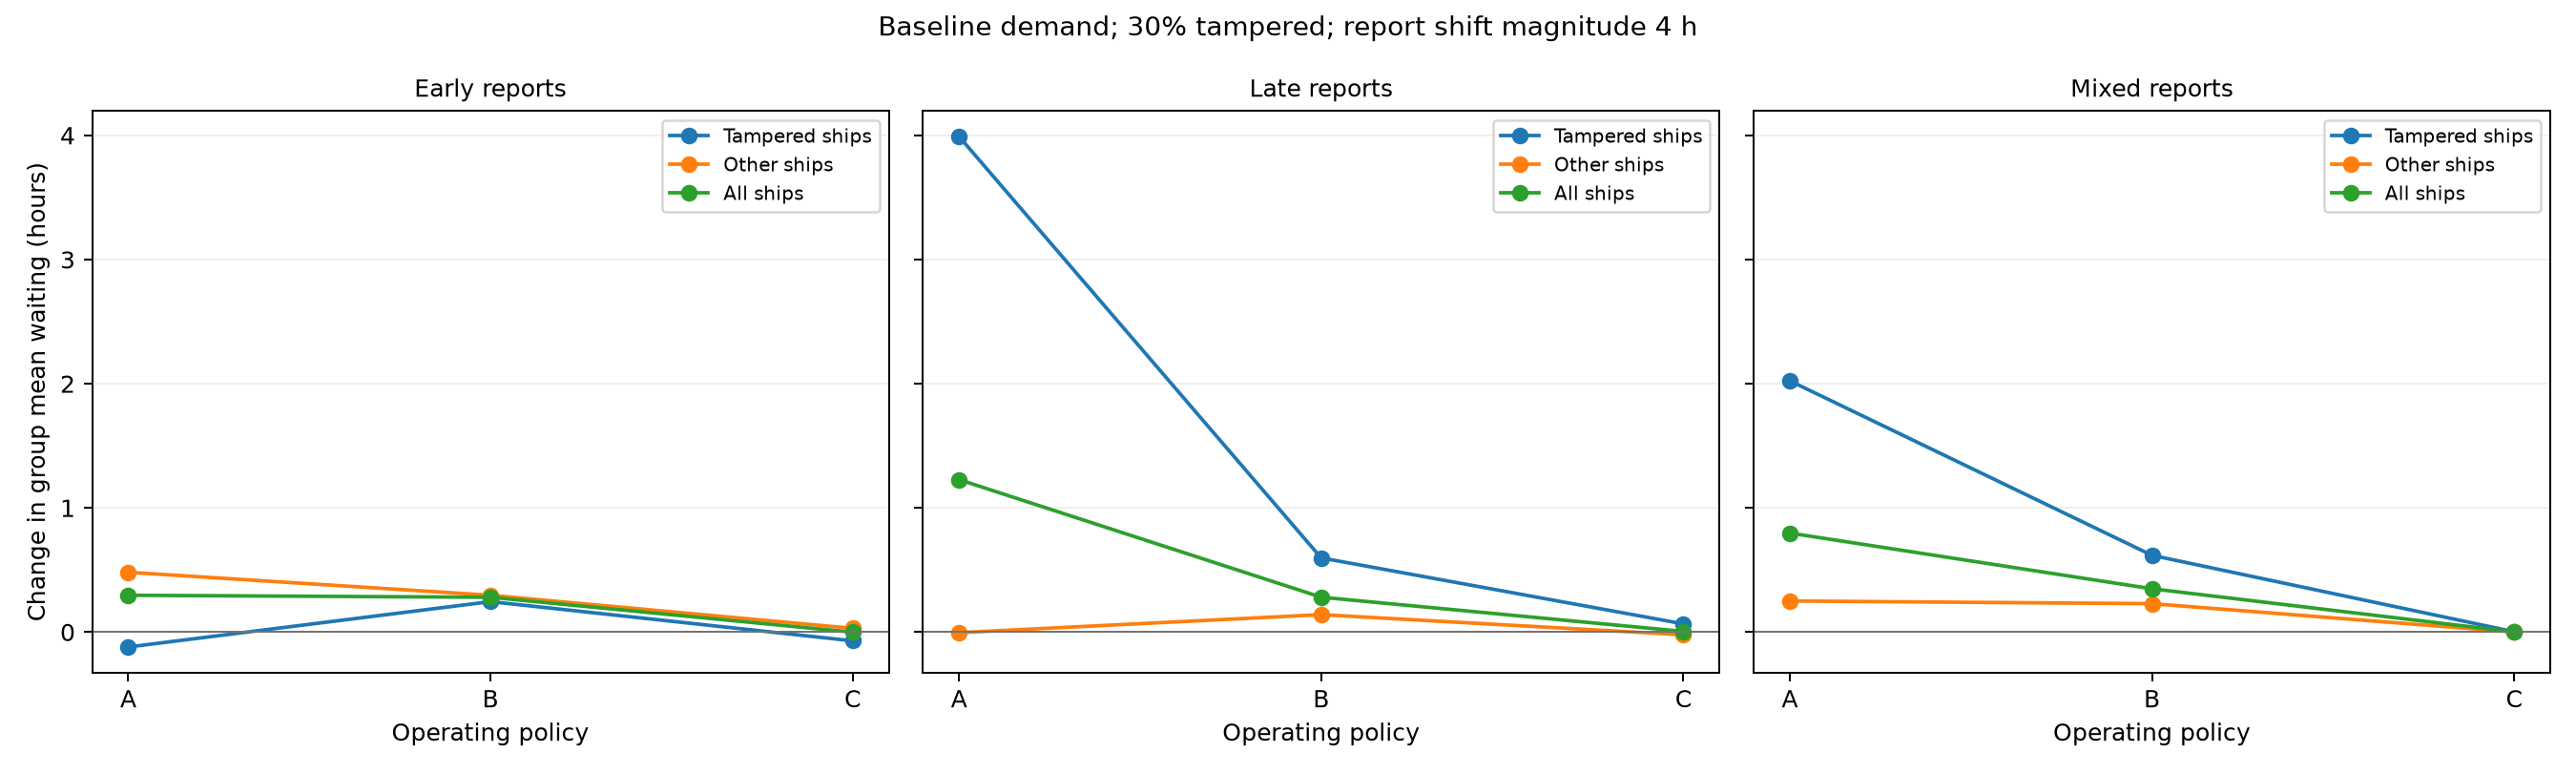 Baseline demand; 30% tampered; report shift magnitude 4 h
Early reports
Late reports
Mixed reports
Change in group mean waiting (hours)
4
3
2
1
0
Tampered ships
Other ships
All ships
Tampered ships
Other ships
All ships
Tampered ships
Other ships
All ships
A B C
A B C
A B C
Operating policy
Operating policy
Operating policy